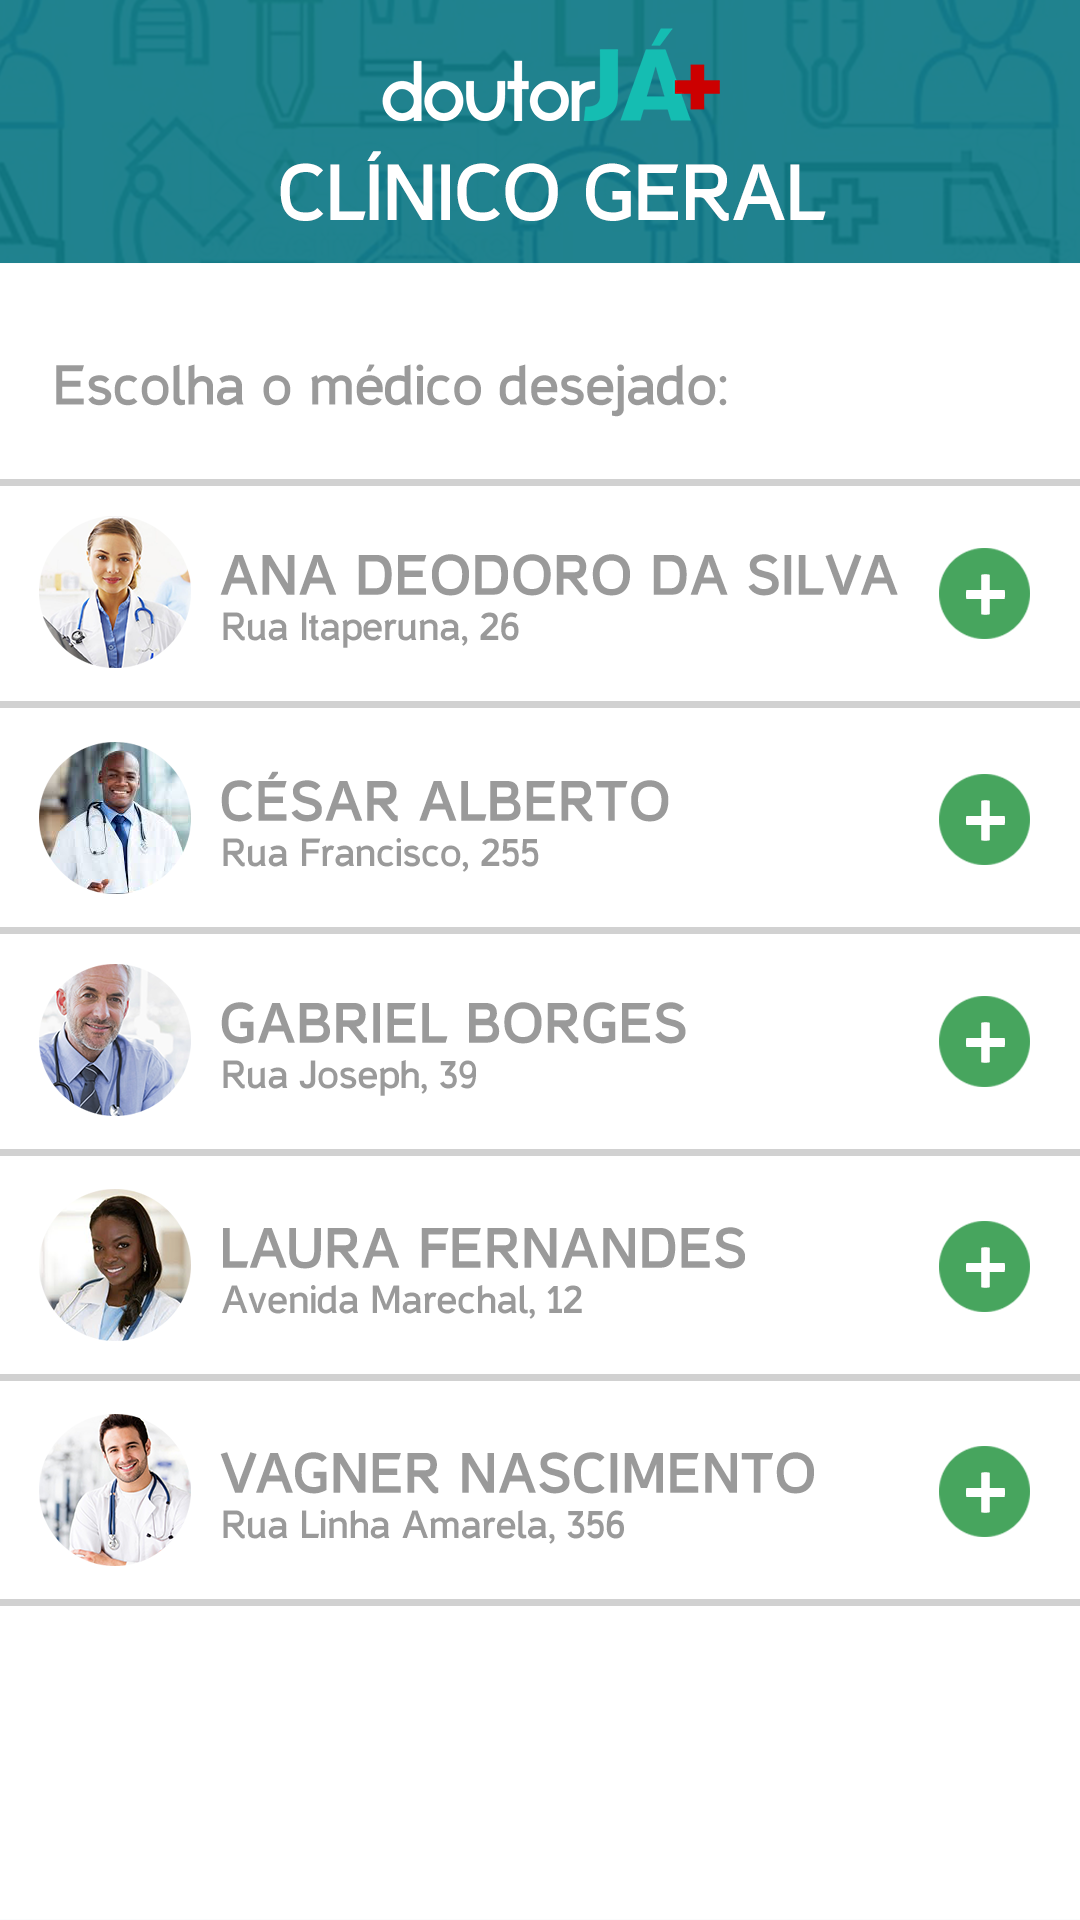 doutorJÁ+
CLÍNICO GERAL
Escolha o médico desejado:
ANA DEODORO DA SILVA
Rua Itaperuna, 26
CÉSAR ALBERTO
Rua Francisco, 255
GABRIEL BORGES
Rua Joseph, 39
LAURA FERNANDES
Avenida Marechal, 12
VAGNER NASCIMENTO
Rua Linha Amarela, 356